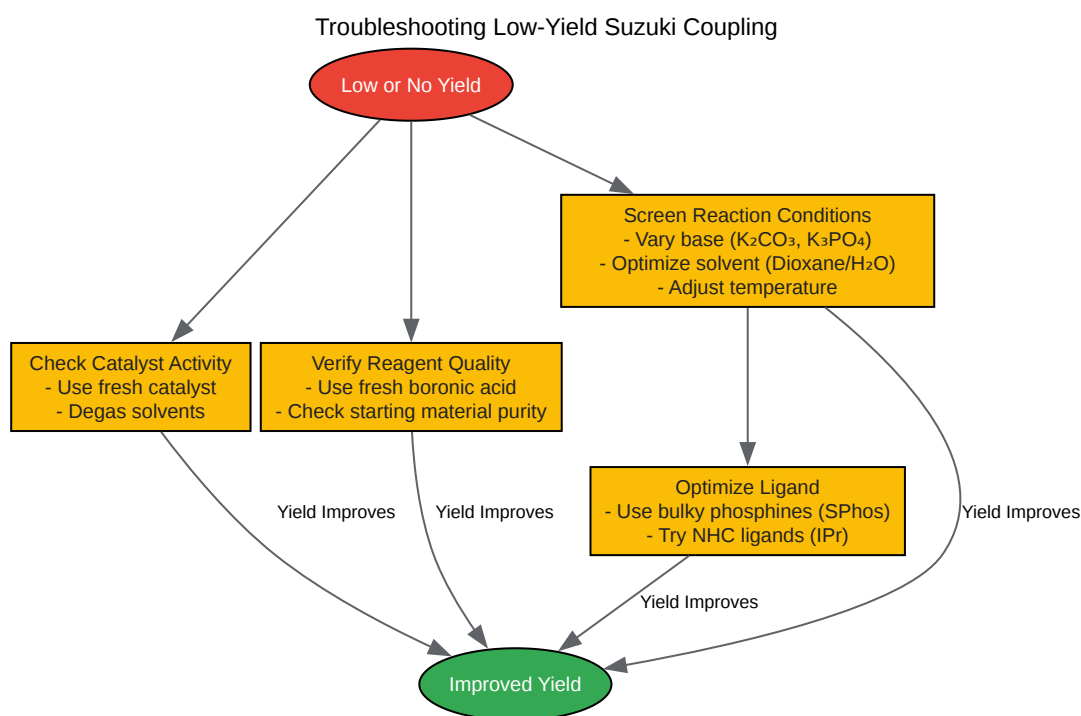 Troubleshooting Low-Yield Suzuki Coupling
Low or No Yield
Screen Reaction Conditions
- Vary base (K₂CO₃, K₃PO₄)
- Optimize solvent (Dioxane/H₂O)
- Adjust temperature
Check Catalyst Activity
- Use fresh catalyst
- Degas solvents
Verify Reagent Quality
- Use fresh boronic acid
- Check starting material purity
Optimize Ligand
- Use bulky phosphines (SPhos)
- Try NHC ligands (IPr)
Yield Improves
Yield Improves
Yield Improves
Yield Improves
Improved Yield